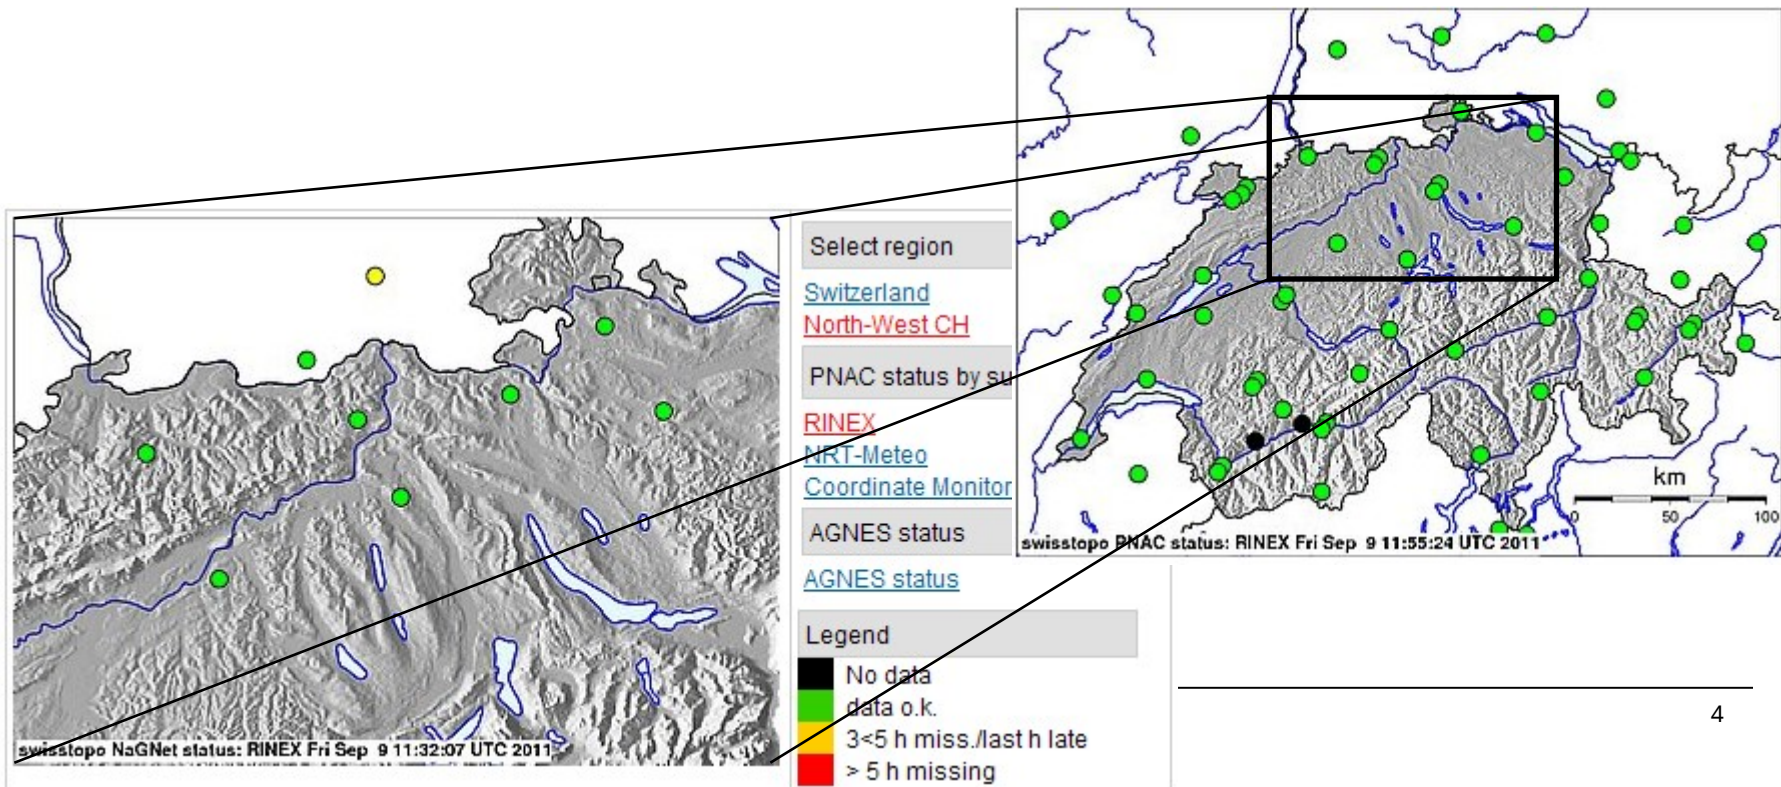 Select region
Switzerland
North-West CH
PNAC status by su
RINEX
NRT-Meteo
Coordinate Monitor
AGNES status
AGNES status
Legend
No data
data o.k.
3<5 h miss./last h late
> 5 h missing
swisstopo NaGNet status: RINEX Fri Sep 9 11:32:07 UTC 2011
km
0 50 100
swisstopo PNAC status: RINEX Fri Sep 9 11:55:24 UTC 2011
4